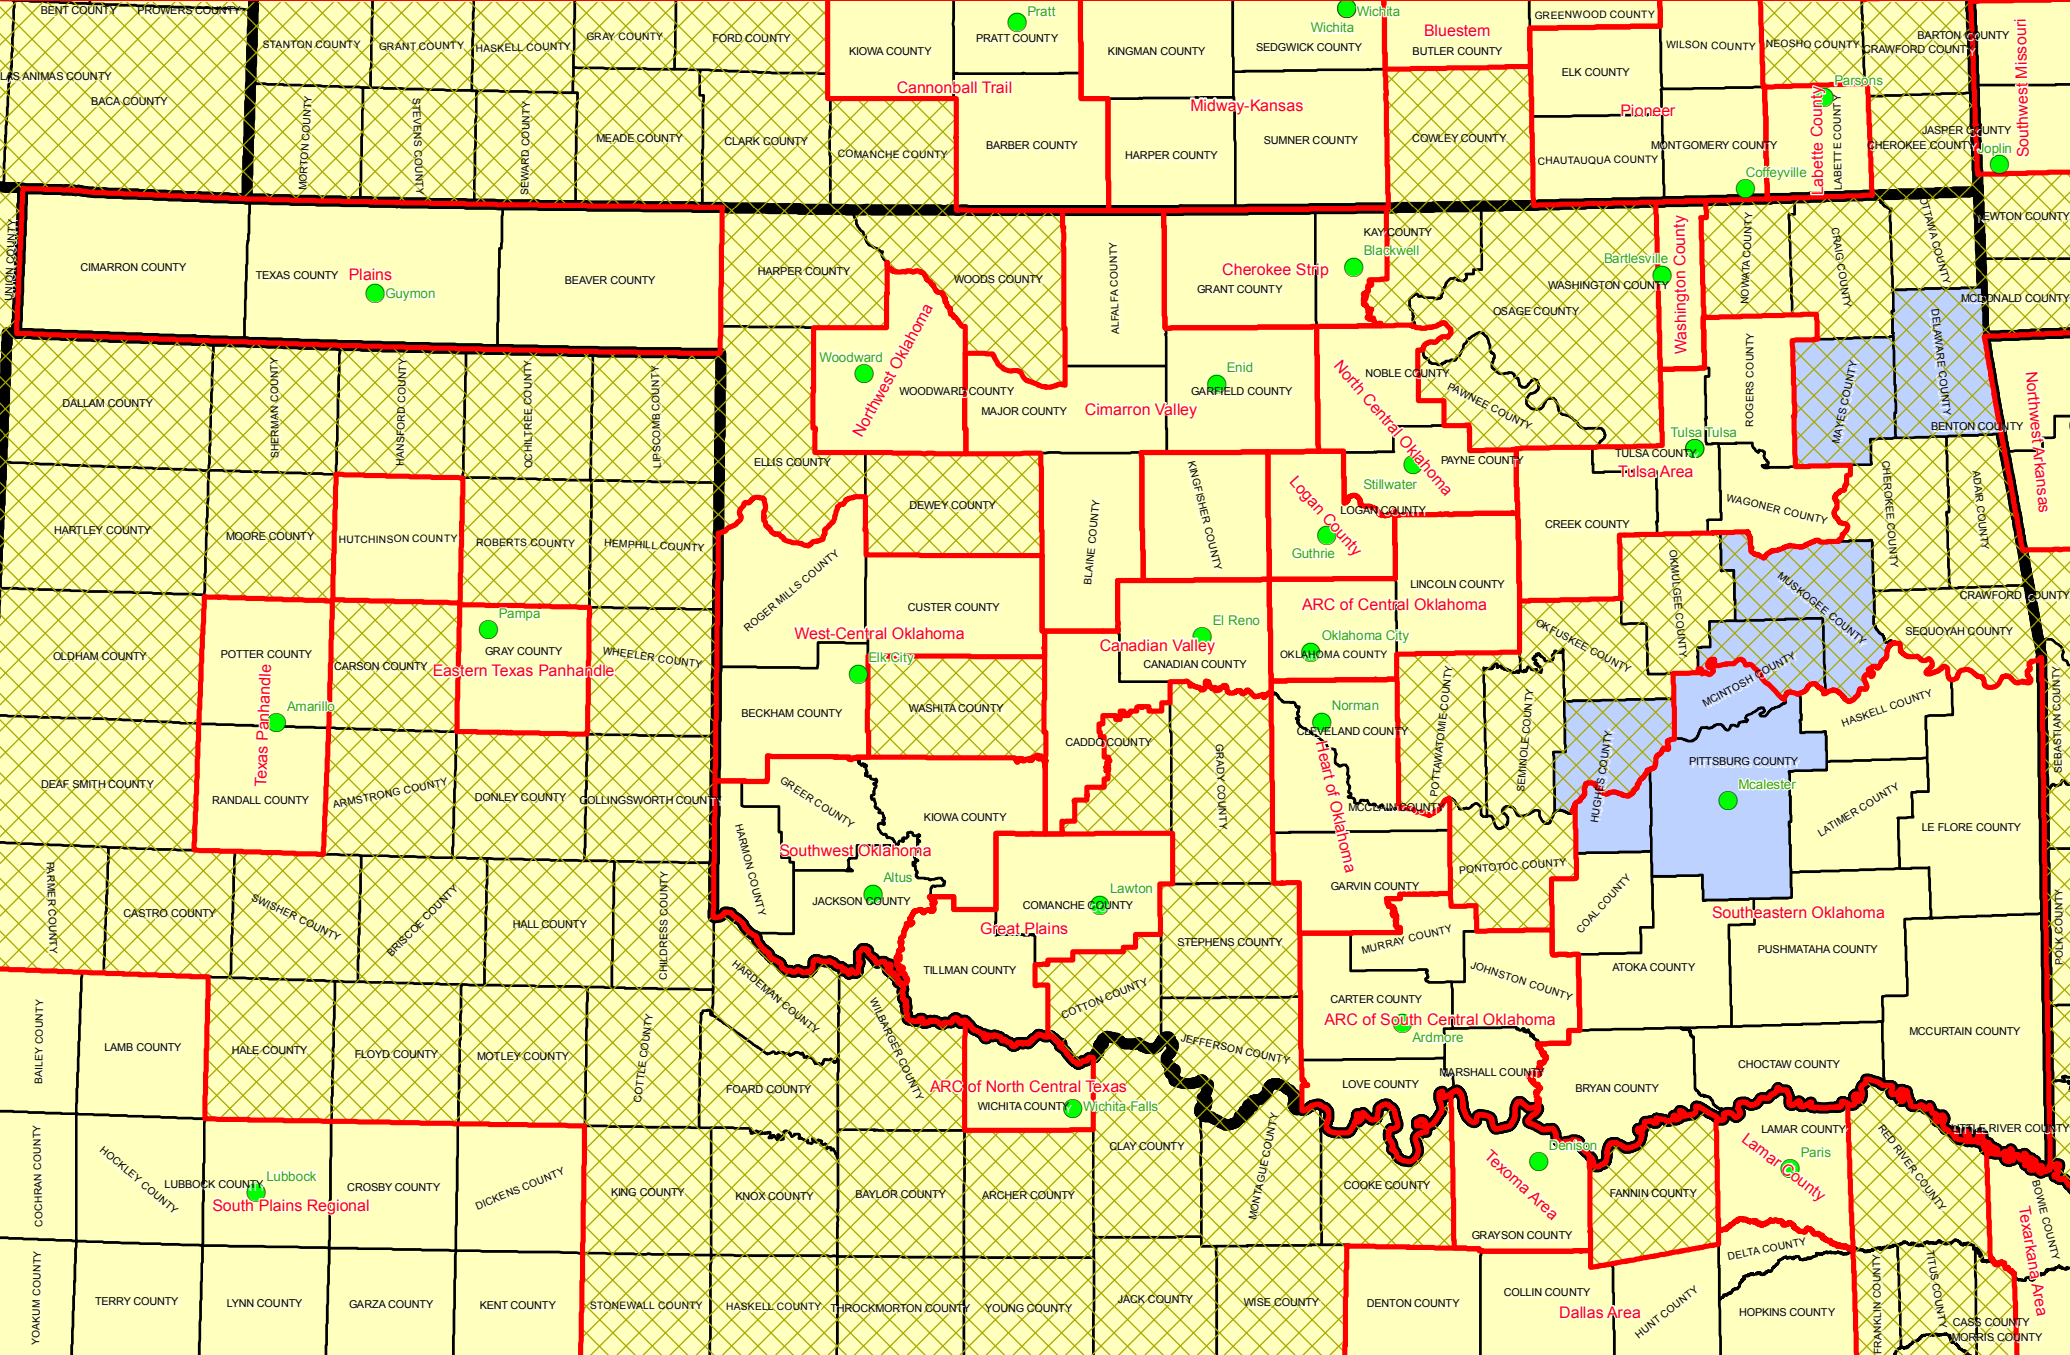 BENT COUNTY
PROWERS COUNTY
STANTON COUNTY
GRANT COUNTY
HASKELL COUNTY
GRAY COUNTY
FORD COUNTY
KIOWA COUNTY
Pratt
PRATT COUNTY
KINGMAN COUNTY
Wichita
Wichita
SEDGWICK COUNTY
Bluestem
BUTLER COUNTY
GREENWOOD COUNTY
WILSON COUNTY
NEOSHO COUNTY
CRAWFORD COUNTY
BARTON COUNTY
Southwest Missouri
LAS ANIMAS COUNTY
BACA COUNTY
Cannonball Trail
Midway-Kansas
ELK COUNTY
Pioneer
Parsons
Labette County
LABETTE COUNTY
MORTON COUNTY
STEVENS COUNTY
SEWARD COUNTY
MEADE COUNTY
CLARK COUNTY
COMANCHE COUNTY
BARBER COUNTY
HARPER COUNTY
SUMNER COUNTY
COWLEY COUNTY
CHAUTAUQUA COUNTY
MONTGOMERY COUNTY
Coffeyville
JASPER COUNTY
CHEROKEE COUNTY
Joplin
UNION COUNTY
CIMARRON COUNTY
TEXAS COUNTY
Plains
Guymon
BEAVER COUNTY
HARPER COUNTY
WOODS COUNTY
ALFALFA COUNTY
Cherokee Strip
GRANT COUNTY
KAY COUNTY
Blackwell
OSAGE COUNTY
Bartlesville
WASHINGTON COUNTY
Washington County
NOWATA COUNTY
CRAIG COUNTY
OTTAWA COUNTY
NEWTON COUNTY
MCDONALD COUNTY
DELAWARE COUNTY
Woodward
Northwest Oklahoma
WOODWARD COUNTY
MAJOR COUNTY
Cimarron Valley
Enid
GARFIELD COUNTY
North Central Oklahoma
NOBLE COUNTY
PAWNEE COUNTY
ROGERS COUNTY
MAYES COUNTY
BENTON COUNTY
Northwest Arkansas
DALLAM COUNTY
SHERMAN COUNTY
HANSFORD COUNTY
OCHILTREE COUNTY
LIPSCOMB COUNTY
ELLIS COUNTY
DEWEY COUNTY
BLAINE COUNTY
KINGFISHER COUNTY
Logan County
LOGAN COUNTY
Guthrie
Stillwater
PAYNE COUNTY
Tulsa Tulsa
TULSA COUNTY
Tulsa Area
CREEK COUNTY
WAGONER COUNTY
CHEROKEE COUNTY
ADAIR COUNTY
HARTLEY COUNTY
MOORE COUNTY
HUTCHINSON COUNTY
ROBERTS COUNTY
HEMPHILL COUNTY
ROGER MILLS COUNTY
CUSTER COUNTY
West-Central Oklahoma
Elk City
LINCOLN COUNTY
ARC of Central Oklahoma
Oklahoma City
OKLAHOMA COUNTY
El Reno
Canadian Valley
CANADIAN COUNTY
OKMULGEE COUNTY
MUSKOGEE COUNTY
CRAWFORD COUNTY
SEQUOYAH COUNTY
OKFUSKEE COUNTY
MCINTOSH COUNTY
OLDHAM COUNTY
POTTER COUNTY
CARSON COUNTY
Pampa
GRAY COUNTY
Eastern Texas Panhandle
WHEELER COUNTY
Texas Panhandle
Amarillo
BECKHAM COUNTY
WASHITA COUNTY
CADDO COUNTY
GRADY COUNTY
Norman
CLEVELAND COUNTY
Heart of Oklahoma
MCCLAIN COUNTY
POTTAWATOMIE COUNTY
SEMINOLE COUNTY
HUGHES COUNTY
PITTSBURG COUNTY
Mcalester
HASKELL COUNTY
LATIMER COUNTY
LE FLORE COUNTY
SEBASTIAN COUNTY
DEAF SMITH COUNTY
RANDALL COUNTY
ARMSTRONG COUNTY
DONLEY COUNTY
COLLINGSWORTH COUNTY
GREER COUNTY
KIOWA COUNTY
HARMON COUNTY
Southwest Oklahoma
Altus
JACKSON COUNTY
Lawton
COMANCHE COUNTY
Great Plains
TILLMAN COUNTY
STEPHENS COUNTY
COTTON COUNTY
GARVIN COUNTY
PONTOTOC COUNTY
COAL COUNTY
Southeastern Oklahoma
PUSHMATAHA COUNTY
ATOKA COUNTY
MURRAY COUNTY
JOHNSTON COUNTY
CARTER COUNTY
ARC of South Central Oklahoma
Ardmore
POLK COUNTY
MCCURTAIN COUNTY
PARMER COUNTY
CASTRO COUNTY
SWISHER COUNTY
BRISCOE COUNTY
HALL COUNTY
CHILDRESS COUNTY
HARDEMAN COUNTY
WILBARGER COUNTY
JEFFERSON COUNTY
LOVE COUNTY
MARSHALL COUNTY
BRYAN COUNTY
CHOCTAW COUNTY
BAILEY COUNTY
LAMB COUNTY
HALE COUNTY
FLOYD COUNTY
MOTLEY COUNTY
COTTLE COUNTY
FOARD COUNTY
ARC of North Central Texas
WICHITA COUNTY
Wichita Falls
CLAY COUNTY
MONTAGUE COUNTY
COOKE COUNTY
Denison
Texoma Area
GRAYSON COUNTY
FANNIN COUNTY
LAMAR COUNTY
Lamar County
Paris
RED RIVER COUNTY
LITTLE RIVER COUNTY
BOWIE COUNTY
Texarkana Area
COCHRAN COUNTY
HOCKLEY COUNTY
LUBBOCK COUNTY
Lubbock
South Plains Regional
CROSBY COUNTY
DICKENS COUNTY
KING COUNTY
KNOX COUNTY
BAYLOR COUNTY
ARCHER COUNTY
DELTA COUNTY
YOAKUM COUNTY
TERRY COUNTY
LYNN COUNTY
GARZA COUNTY
KENT COUNTY
STONEWALL COUNTY
HASKELL COUNTY
THROCKMORTON COUNTY
YOUNG COUNTY
JACK COUNTY
WISE COUNTY
DENTON COUNTY
COLLIN COUNTY
Dallas Area
HUNT COUNTY
HOPKINS COUNTY
FRANKLIN COUNTY
TITUS COUNTY
CASS COUNTY
MORRIS COUNTY